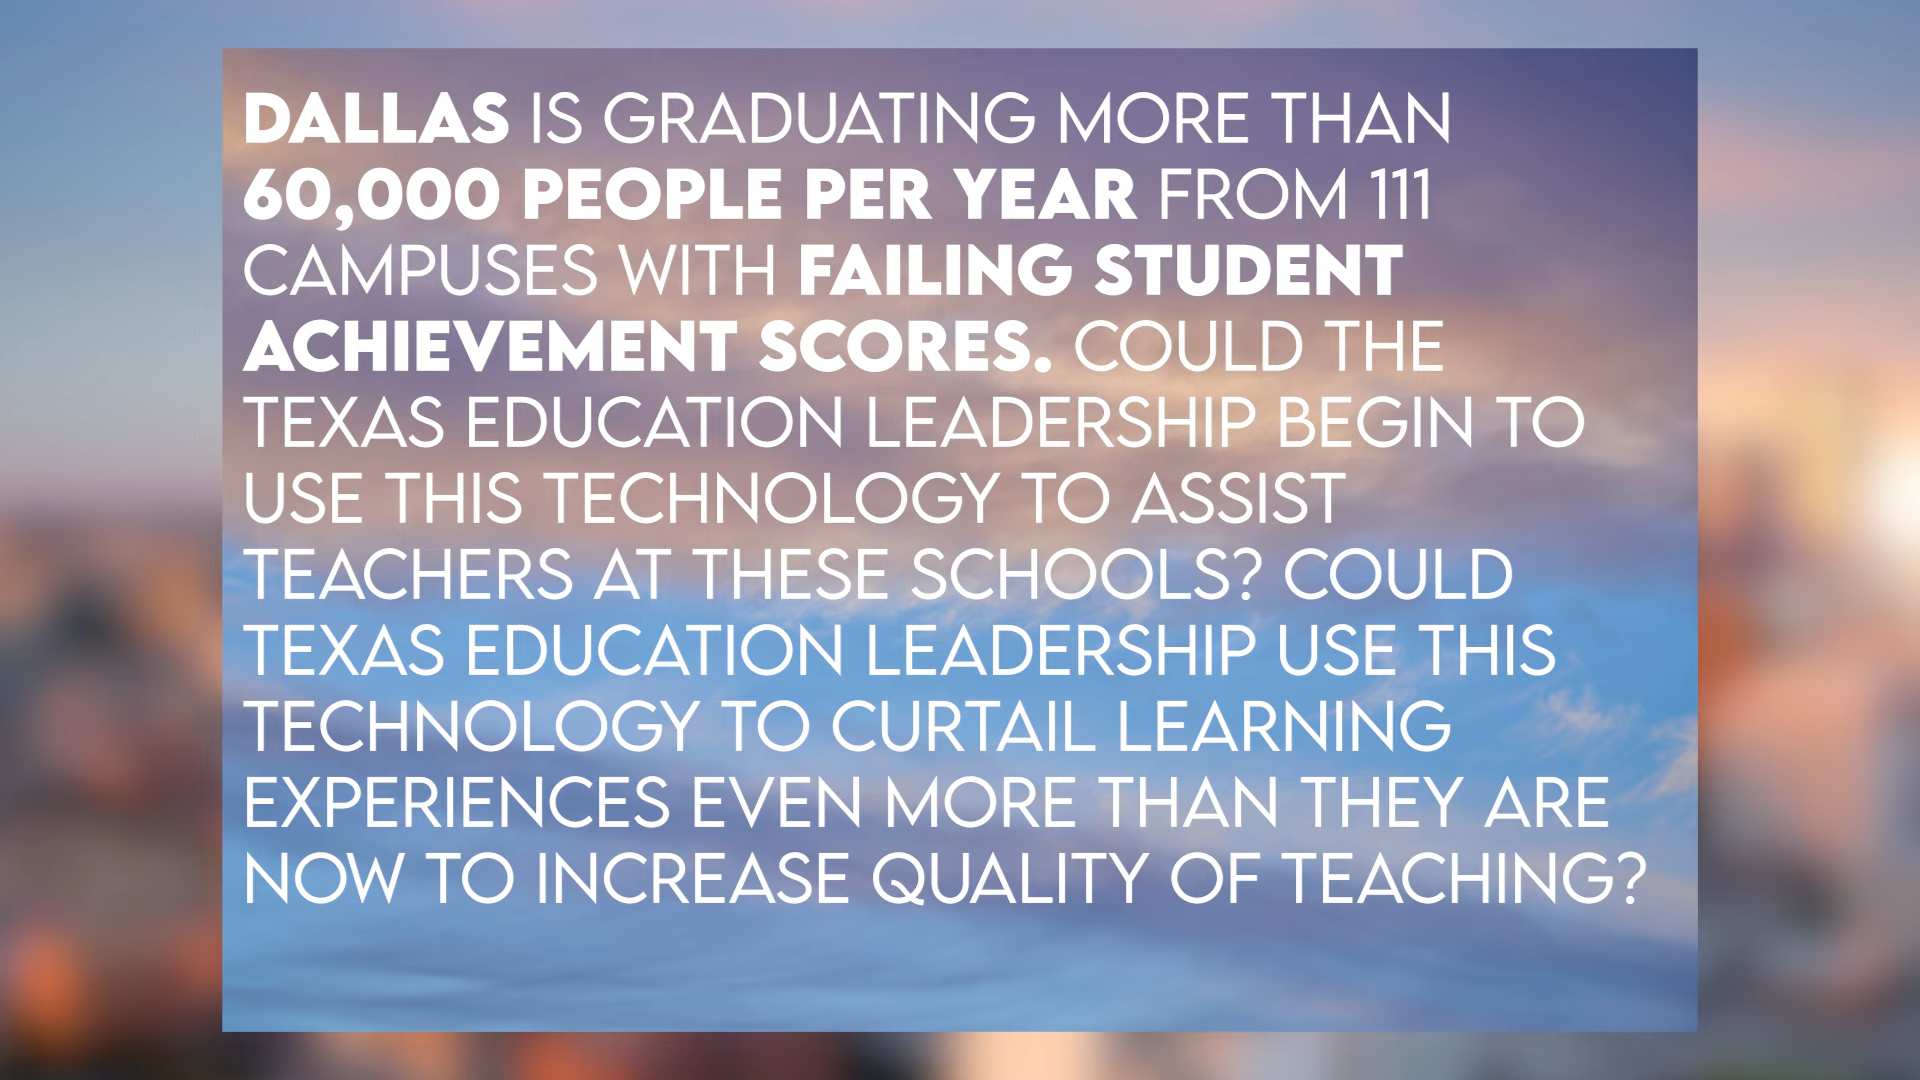 DALLAS IS GRADUATING MORE THAN
60,000 PEOPLE PER YEAR FROM 111
CAMPUSES WITH FAILING STUDENT
ACHIEVEMENT SCORES. COULD THE
TEXAS EDUCATION LEADERSHIP BEGIN TO
USE THIS TECHNOLOGY TO ASSIST
TEACHERS AT THESE SCHOOLS? COULD
TEXAS EDUCATION LEADERSHIP USE THIS
TECHNOLOGY TO CURTAIL LEARNING
EXPERIENCES EVEN MORE THAN THEY ARE
NOW TO INCREASE QUALITY OF TEACHING?